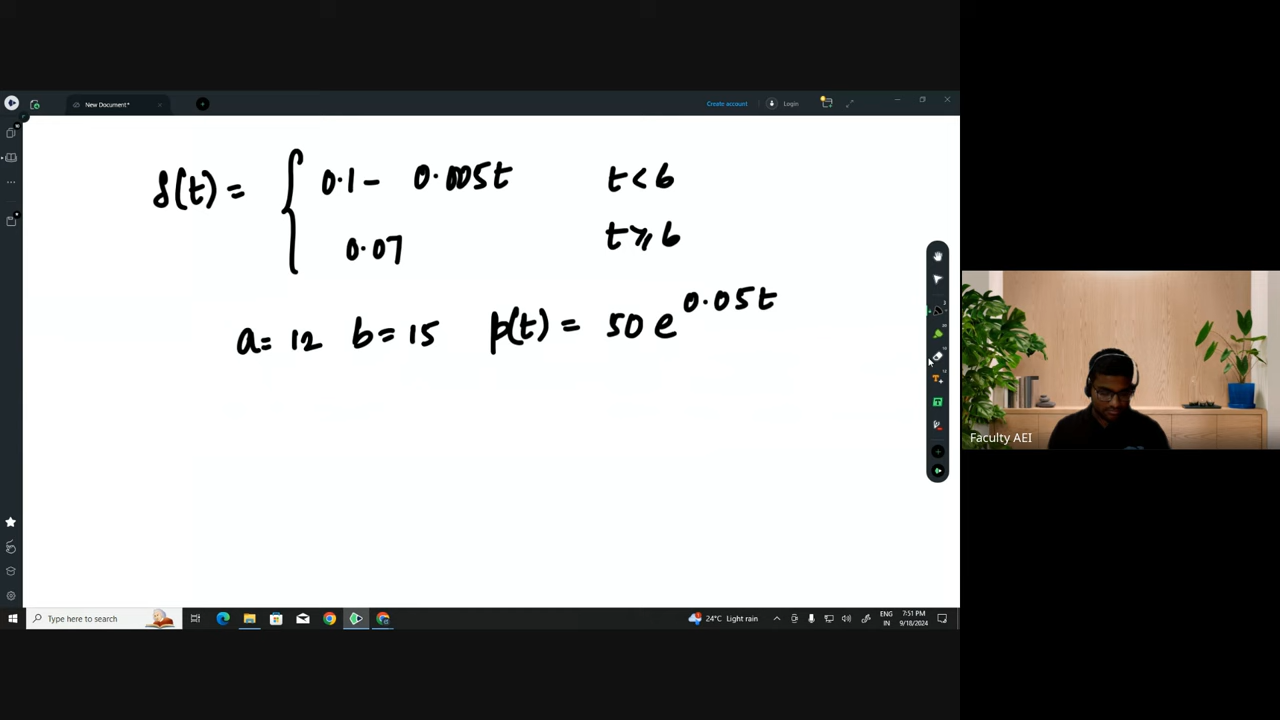 New Document*
Create account
Login
δ(t) = { 0.1 - 0.005t t < 6
0.07 t ⩾ 6
a = 12 b = 15 p(t) = 50 e^0.05t
Faculty AEI
Type here to search
24°C Light rain
ENG
IN
7:51 PM
9/18/2024